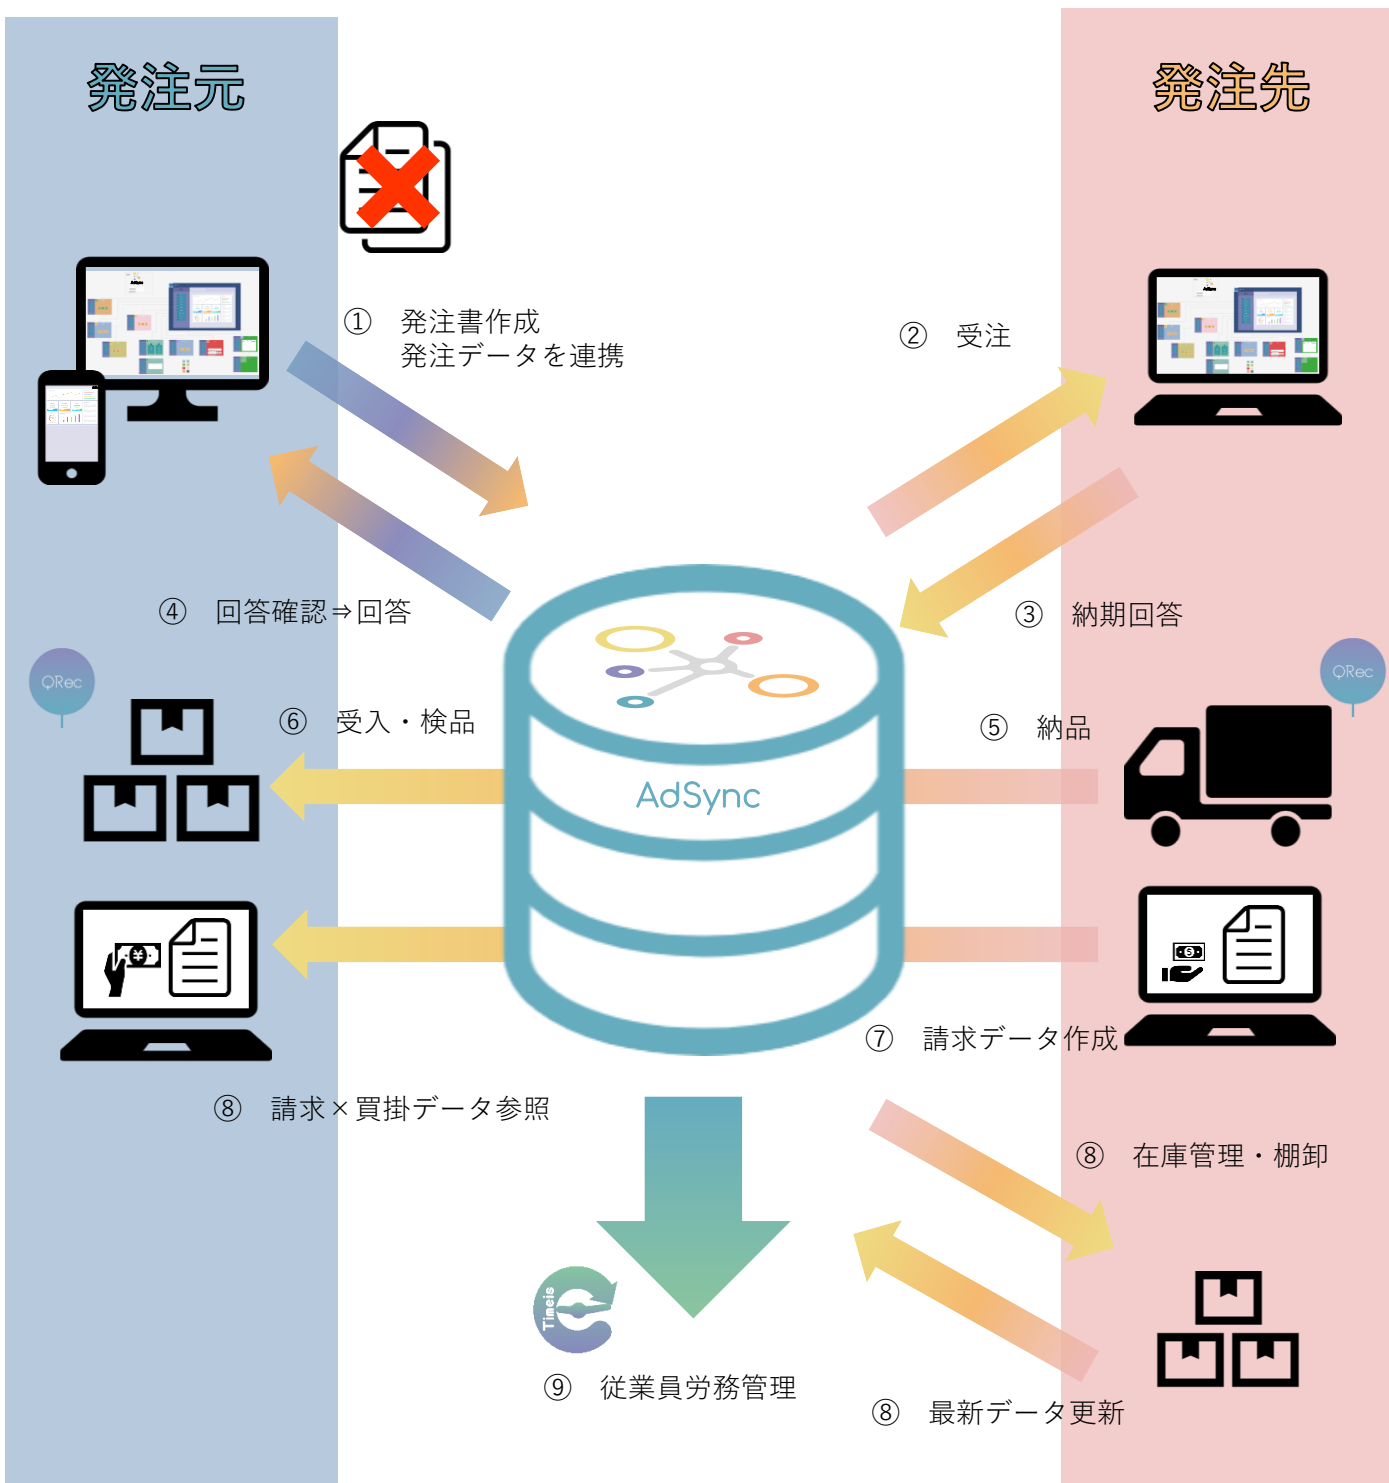 発注元
発注先
① 発注書作成
発注データを連携
② 受注
④ 回答確認⇒回答
③ 納期回答
QRec
QRec
⑥ 受入・検品
⑤ 納品
AdSync
⑦ 請求データ作成
⑧ 請求×買掛データ参照
⑧ 在庫管理・棚卸
Timeis
⑨ 従業員労務管理
⑧ 最新データ更新